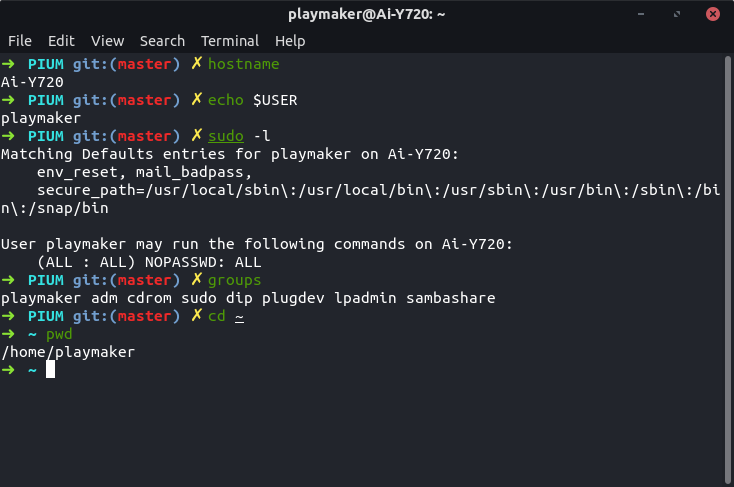 playmaker@Ai-Y720: ~
File Edit View Search Terminal Help
➜ PIUM git:(master) ✗ hostname
Ai-Y720
➜ PIUM git:(master) ✗ echo $USER
playmaker
➜ PIUM git:(master) ✗ sudo -l
Matching Defaults entries for playmaker on Ai-Y720:
    env_reset, mail_badpass,
    secure_path=/usr/local/sbin\:/usr/local/bin\:/usr/sbin\:/usr/bin\:/sbin\:/bi
n\:/snap/bin

User playmaker may run the following commands on Ai-Y720:
    (ALL : ALL) NOPASSWD: ALL
➜ PIUM git:(master) ✗ groups
playmaker adm cdrom sudo dip plugdev lpadmin sambashare
➜ PIUM git:(master) ✗ cd ~
➜ ~ pwd
/home/playmaker
➜ ~